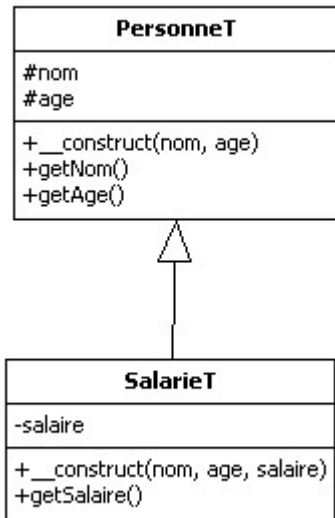 PersonneT
#nom
#age
+__construct(nom, age)
+getNom()
+getAge()
SalarieT
-salaire
+__construct(nom, age, salaire)
+getSalaire()